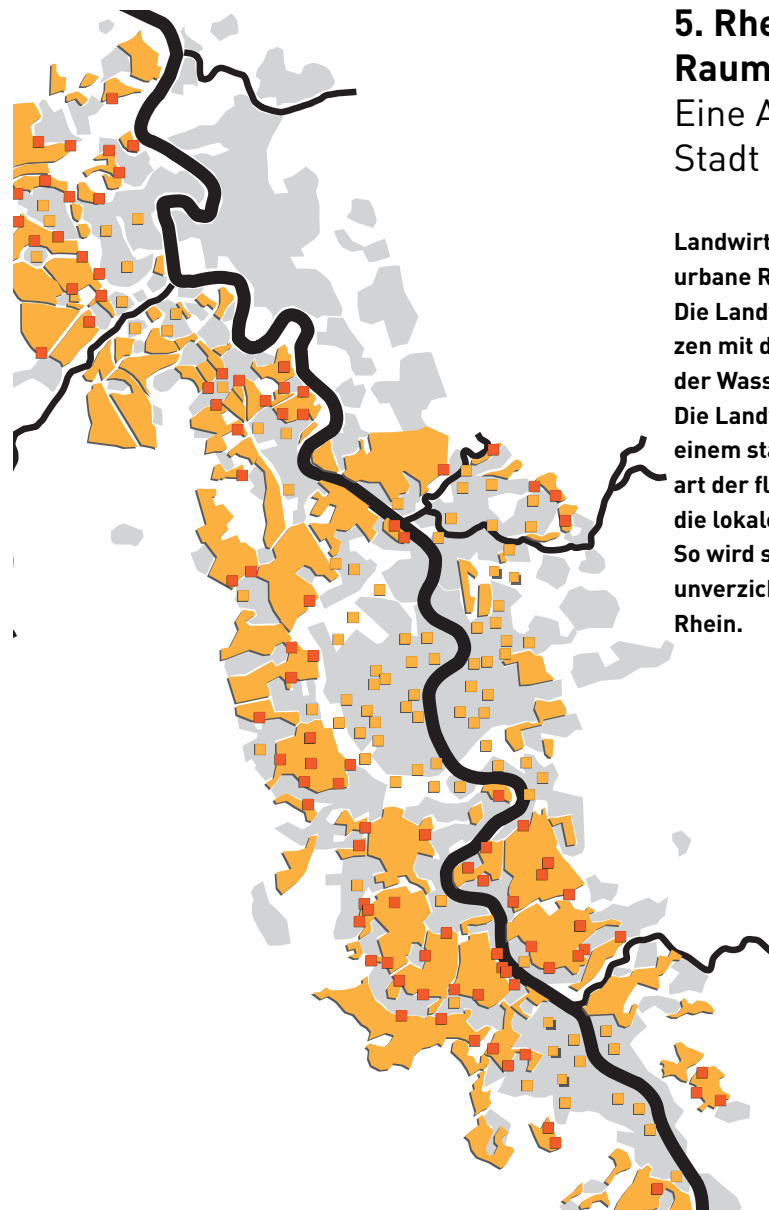 5. Rhe
Raum
Eine A
Stadt
Landwirt
urbane R
Die Land
zen mit d
der Wass
Die Land
einem sta
art der fl
die lokale
So wird s
unverzich
Rhein.